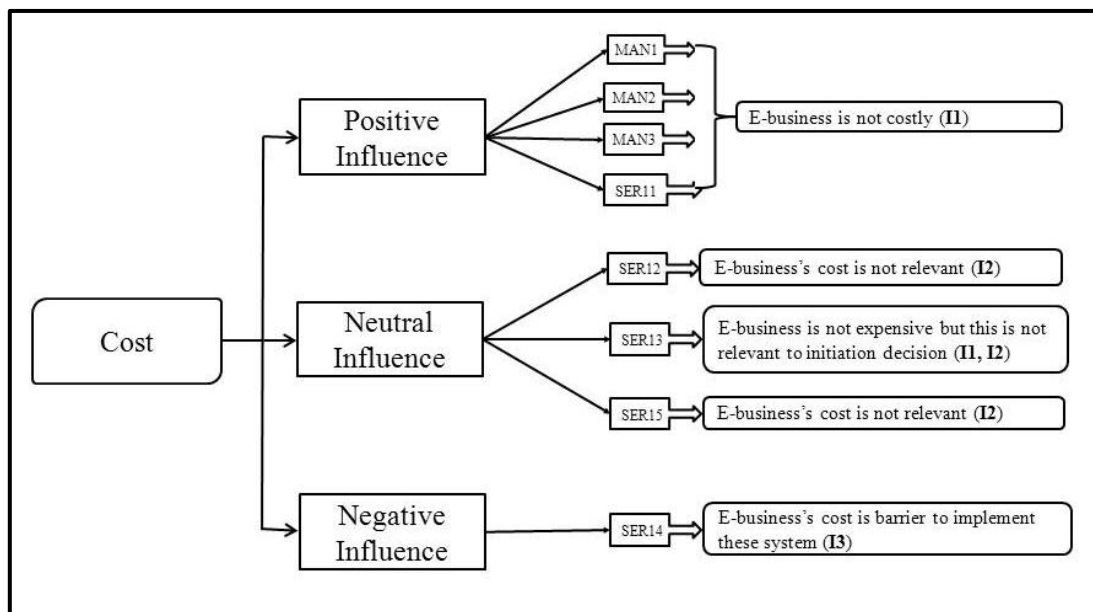 Cost
Positive
Influence
MAN1
MAN2
MAN3
SER11
E-business is not costly (I1)
Neutral
Influence
SER12
E-business’s cost is not relevant (I2)
SER13
E-business is not expensive but this is not
relevant to initiation decision (I1, I2)
SER15
E-business’s cost is not relevant (I2)
Negative
Influence
SER14
E-business’s cost is barrier to implement
these system (I3)